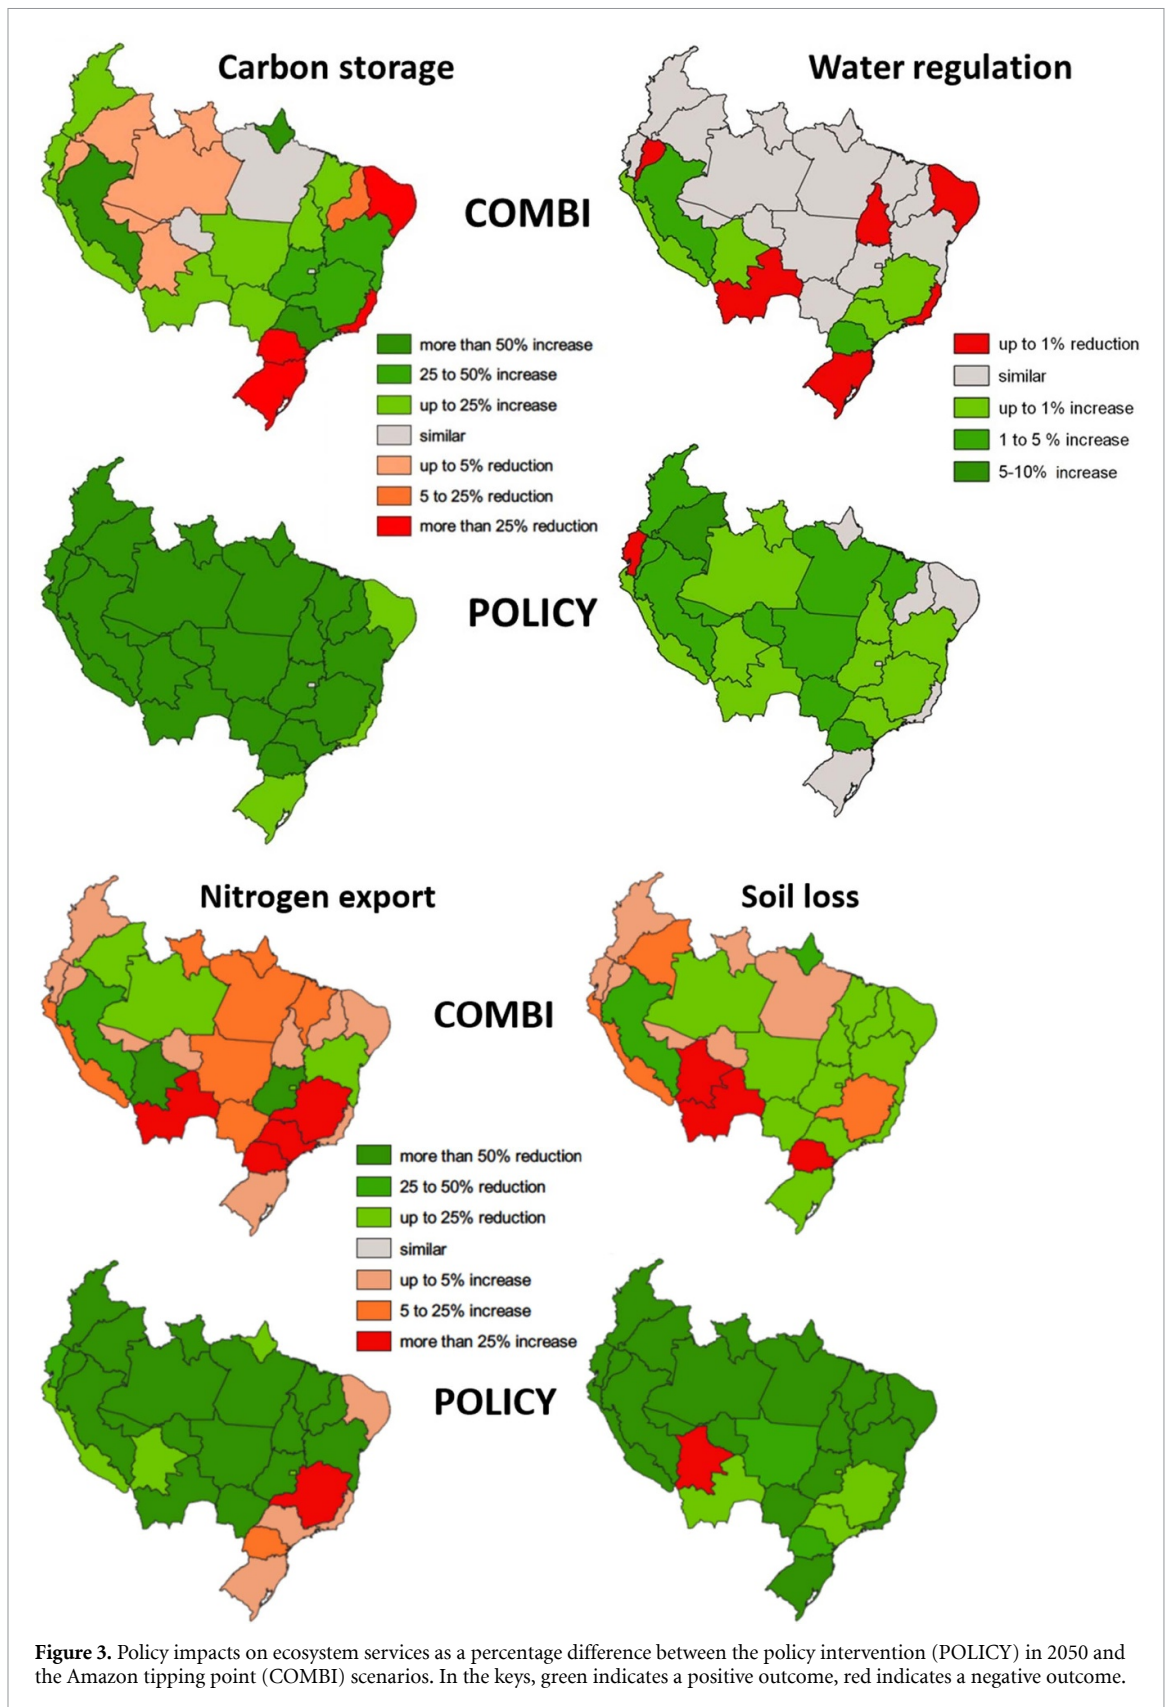 Carbon storage
Water regulation
COMBI
more than 50% increase
25 to 50% increase
up to 25% increase
similar
up to 5% reduction
5 to 25% reduction
more than 25% reduction
up to 1% reduction
similar
up to 1% increase
1 to 5 % increase
5-10% increase
POLICY
Nitrogen export
Soil loss
COMBI
more than 50% reduction
25 to 50% reduction
up to 25% reduction
similar
up to 5% increase
5 to 25% increase
more than 25% increase
POLICY
Figure 3. Policy impacts on ecosystem services as a percentage difference between the policy intervention (POLICY) in 2050 and
the Amazon tipping point (COMBI) scenarios. In the keys, green indicates a positive outcome, red indicates a negative outcome.